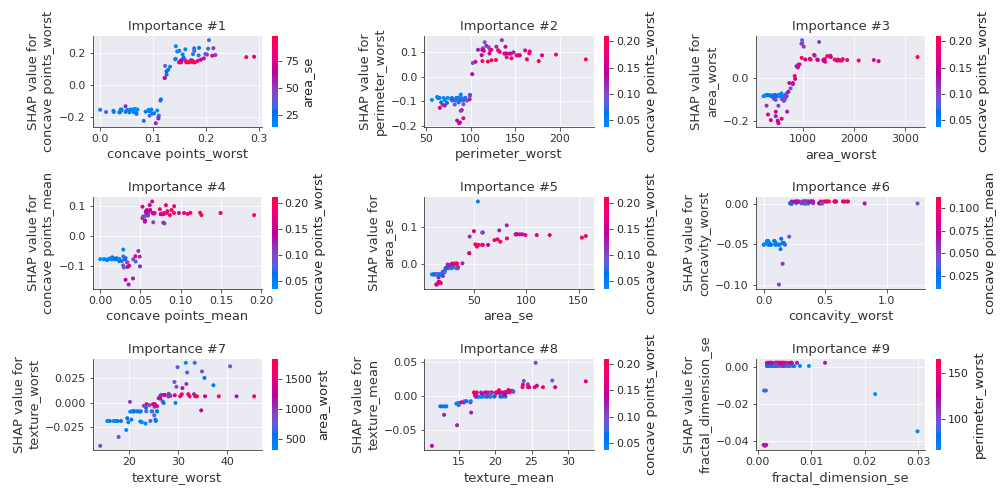 Importance #1
SHAP value for
concave points_worst
0.2
0.0
−0.2
0.0
0.1
0.2
0.3
concave points_worst
75
50
25
area_se
Importance #2
SHAP value for
perimeter_worst
0.1
0.0
−0.1
−0.2
50
100
150
200
perimeter_worst
0.20
0.15
0.10
0.05
concave points_worst
Importance #3
SHAP value for
area_worst
0.0
−0.2
1000
2000
3000
area_worst
0.20
0.15
0.10
0.05
concave points_worst
Importance #4
SHAP value for
concave points_mean
0.1
0.0
−0.1
0.00
0.05
0.10
0.15
0.20
concave points_mean
0.20
0.15
0.10
0.05
concave points_worst
Importance #5
SHAP value for
area_se
0.1
0.0
50
100
150
area_se
0.20
0.15
0.10
0.05
concave points_worst
Importance #6
SHAP value for
concavity_worst
0.00
−0.05
−0.10
0.0
0.5
1.0
concavity_worst
0.100
0.075
0.050
0.025
concave points_mean
Importance #7
SHAP value for
texture_worst
0.025
0.000
−0.025
20
30
40
texture_worst
1500
1000
500
area_worst
Importance #8
SHAP value for
texture_mean
0.05
0.00
−0.05
15
20
25
30
texture_mean
0.20
0.15
0.10
0.05
concave points_worst
Importance #9
SHAP value for
fractal_dimension_se
0.00
−0.02
−0.04
0.00
0.01
0.02
0.03
fractal_dimension_se
150
100
perimeter_worst